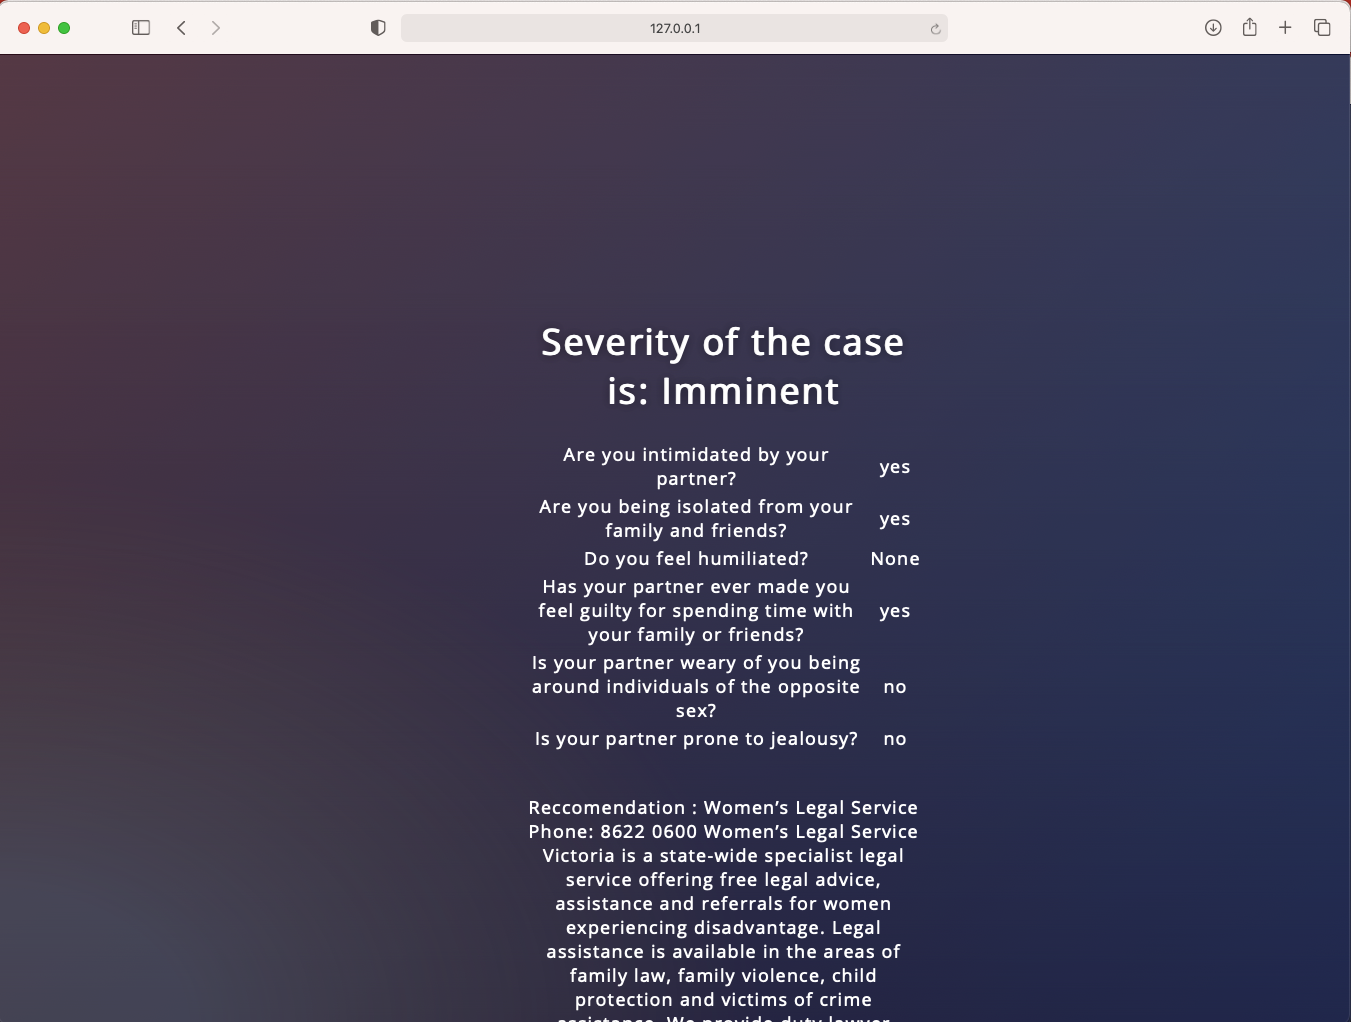 127.0.0.1
Severity of the case
is: Imminent
Are you intimidated by your
partner?
yes
Are you being isolated from your
family and friends?
yes
Do you feel humiliated?
None
Has your partner ever made you
feel guilty for spending time with
your family or friends?
yes
Is your partner weary of you being
around individuals of the opposite
sex?
no
Is your partner prone to jealousy?
no
Reccomendation : Women’s Legal Service
Phone: 8622 0600 Women’s Legal Service
Victoria is a state-wide specialist legal
service offering free legal advice,
assistance and referrals for women
experiencing disadvantage. Legal
assistance is available in the areas of
family law, family violence, child
protection and victims of crime
assistance. We provide duty lawyer